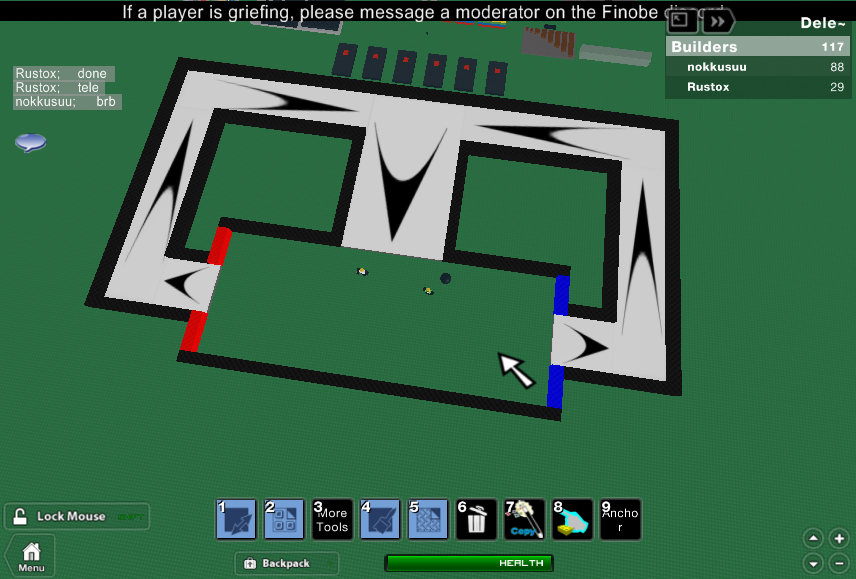 If a player is griefing, please message a moderator on the Finobe discord
Dele~
Builders 117
nokkusuu 88
Rustox 29
Rustox; done
Rustox; tele
nokkusuu; brb
1
2
3
More
Tools
4
5
6
7
Copy
8
9
Ancho
r
Lock Mouse
Menu
Backpack
HEALTH